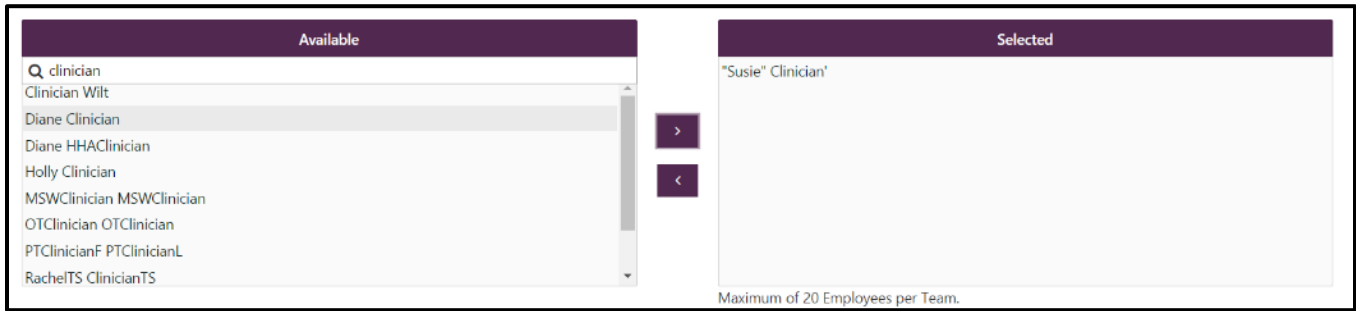 Available
clinician
Clinician Wilt
Diane Clinician
Diane HHAClinician
Holly Clinician
MSWClinician MSWClinician
OTClinician OTClinician
PTClinicianF PTClinicianL
RachelTS ClinicianTS
>
<
Selected
"Susie" Clinician'
Maximum of 20 Employees per Team.